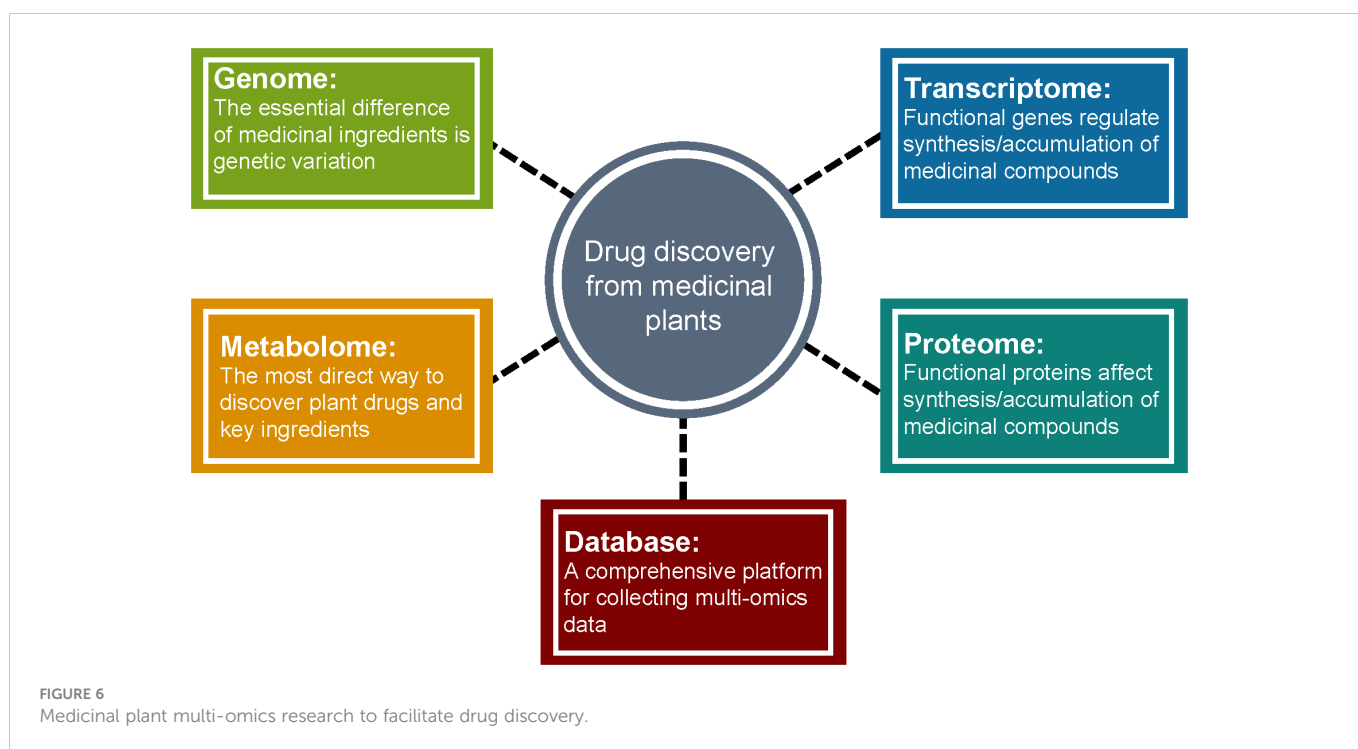 Genome:
The essential difference
of medicinal ingredients is
genetic variation
Transcriptome:
Functional genes regulate
synthesis/accumulation of
medicinal compounds
Drug discovery
from medicinal
plants
Metabolome:
The most direct way to
discover plant drugs and
key ingredients
Proteome:
Functional proteins affect
synthesis/accumulation of
medicinal compounds
Database:
A comprehensive platform
for collecting multi-omics
data
FIGURE 6
Medicinal plant multi-omics research to facilitate drug discovery.